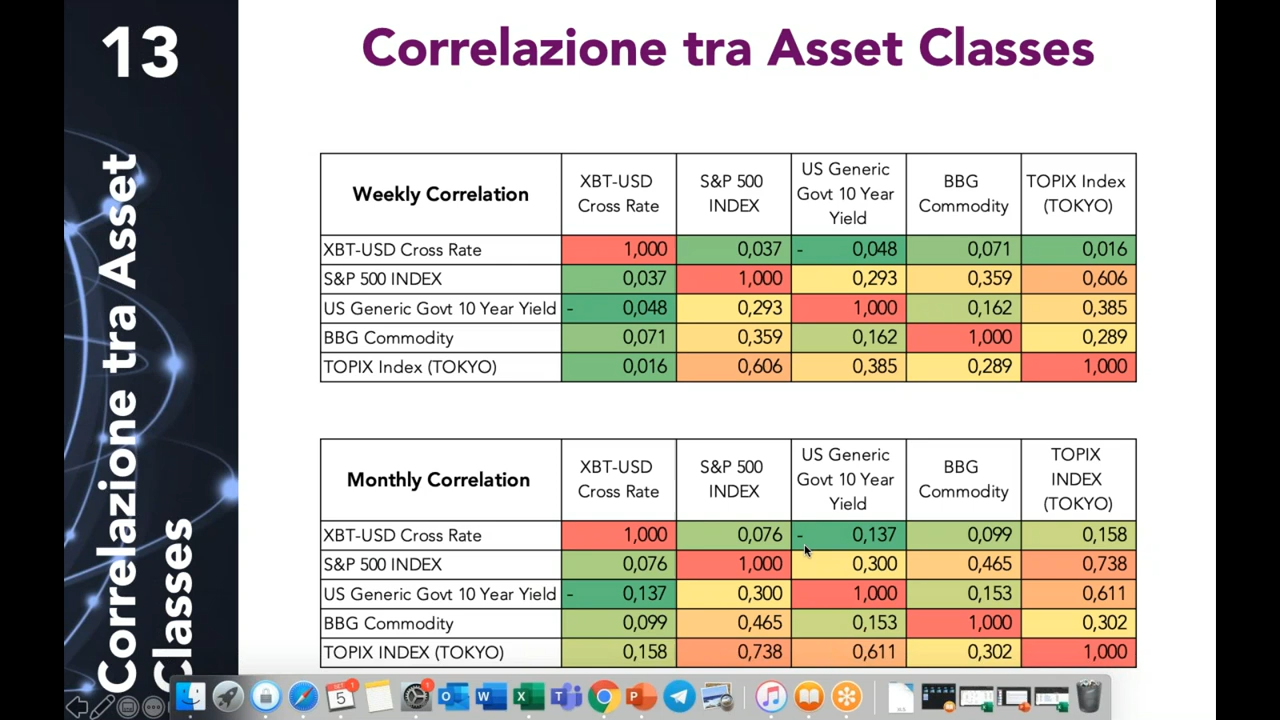 13
Correlazione tra Asset
Classes
Correlazione tra Asset Classes
Weekly Correlation
XBT-USD
Cross Rate
S&P 500
INDEX
US Generic
Govt 10 Year
Yield
BBG
Commodity
TOPIX Index
(TOKYO)
XBT-USD Cross Rate 1,000 0,037 - 0,048 0,071 0,016
S&P 500 INDEX 0,037 1,000 0,293 0,359 0,606
US Generic Govt 10 Year Yield - 0,048 0,293 1,000 0,162 0,385
BBG Commodity 0,071 0,359 0,162 1,000 0,289
TOPIX Index (TOKYO) 0,016 0,606 0,385 0,289 1,000
Monthly Correlation
XBT-USD
Cross Rate
S&P 500
INDEX
US Generic
Govt 10 Year
Yield
BBG
Commodity
TOPIX
INDEX
(TOKYO)
XBT-USD Cross Rate 1,000 0,076 - 0,137 0,099 0,158
S&P 500 INDEX 0,076 1,000 0,300 0,465 0,738
US Generic Govt 10 Year Yield - 0,137 0,300 1,000 0,153 0,611
BBG Commodity 0,099 0,465 0,153 1,000 0,302
TOPIX INDEX (TOKYO) 0,158 0,738 0,611 0,302 1,000
5